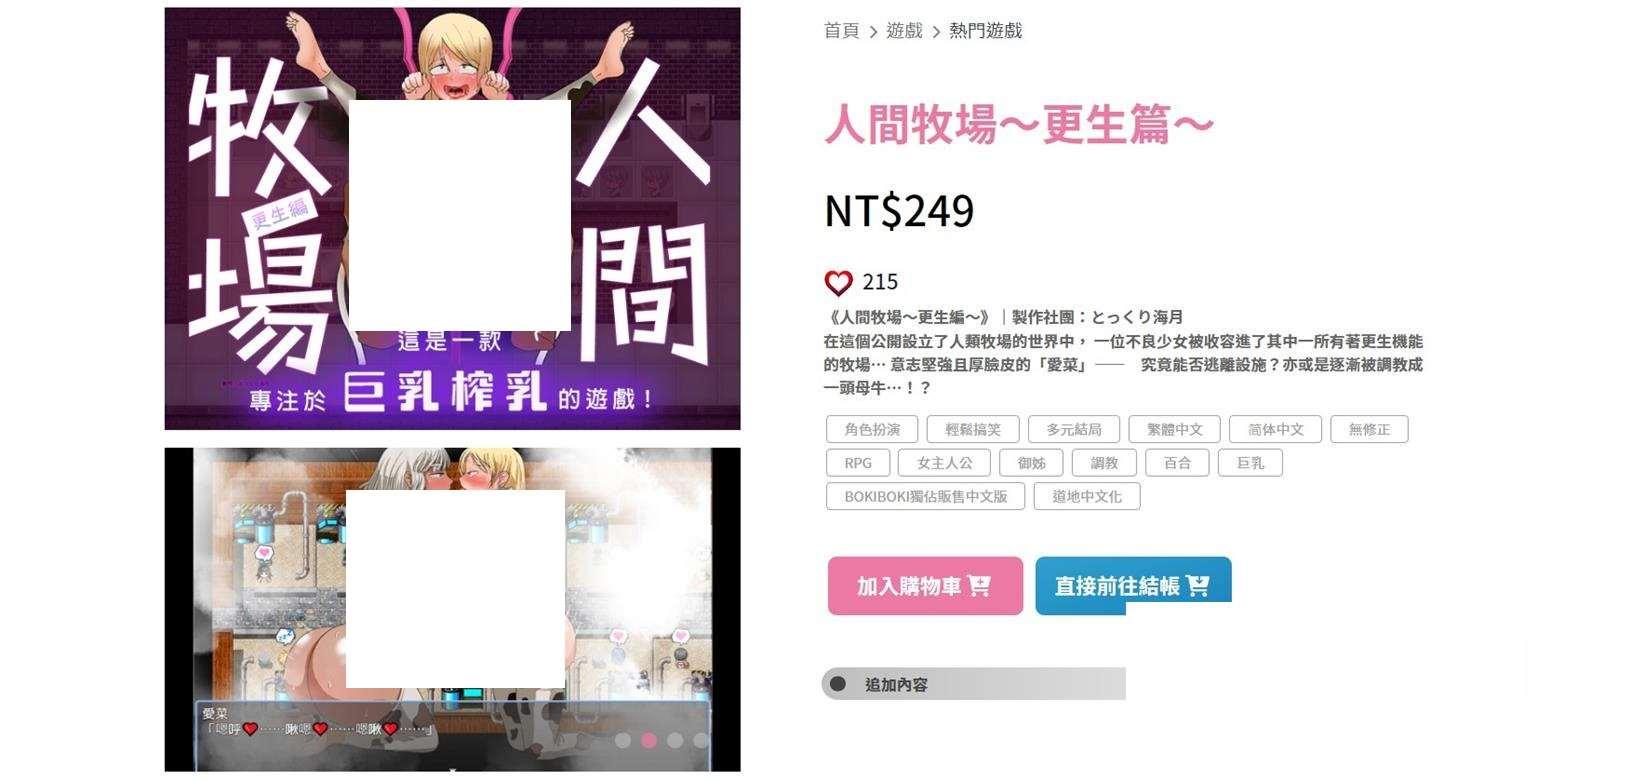 首頁 > 遊戲 > 熱門遊戲
人間牧場～更生篇～
NT$249
215
《人間牧場～更生編～》｜製作社團：とっくり海月
在這個公開設立了人類牧場的世界中， 一位不良少女被收容進了其中一所有著更生機能
的牧場… 意志堅強且厚臉皮的「愛菜」—— 究竟能否逃離設施？亦或是逐漸被調教成
一頭母牛…！？
角色扮演 輕鬆搞笑 多元結局 繁體中文 简体中文 無修正
RPG 女主人公 御姊 調教 百合 巨乳
BOKIBOKI獨佔販售中文版 道地中文化
加入購物車 直接前往結帳
追加內容
人間
牧場
更生編
這是一款
專注於 巨乳榨乳 的遊戲！
愛菜
「嗯呼❤……啾嗯❤……嗯啾❤……」